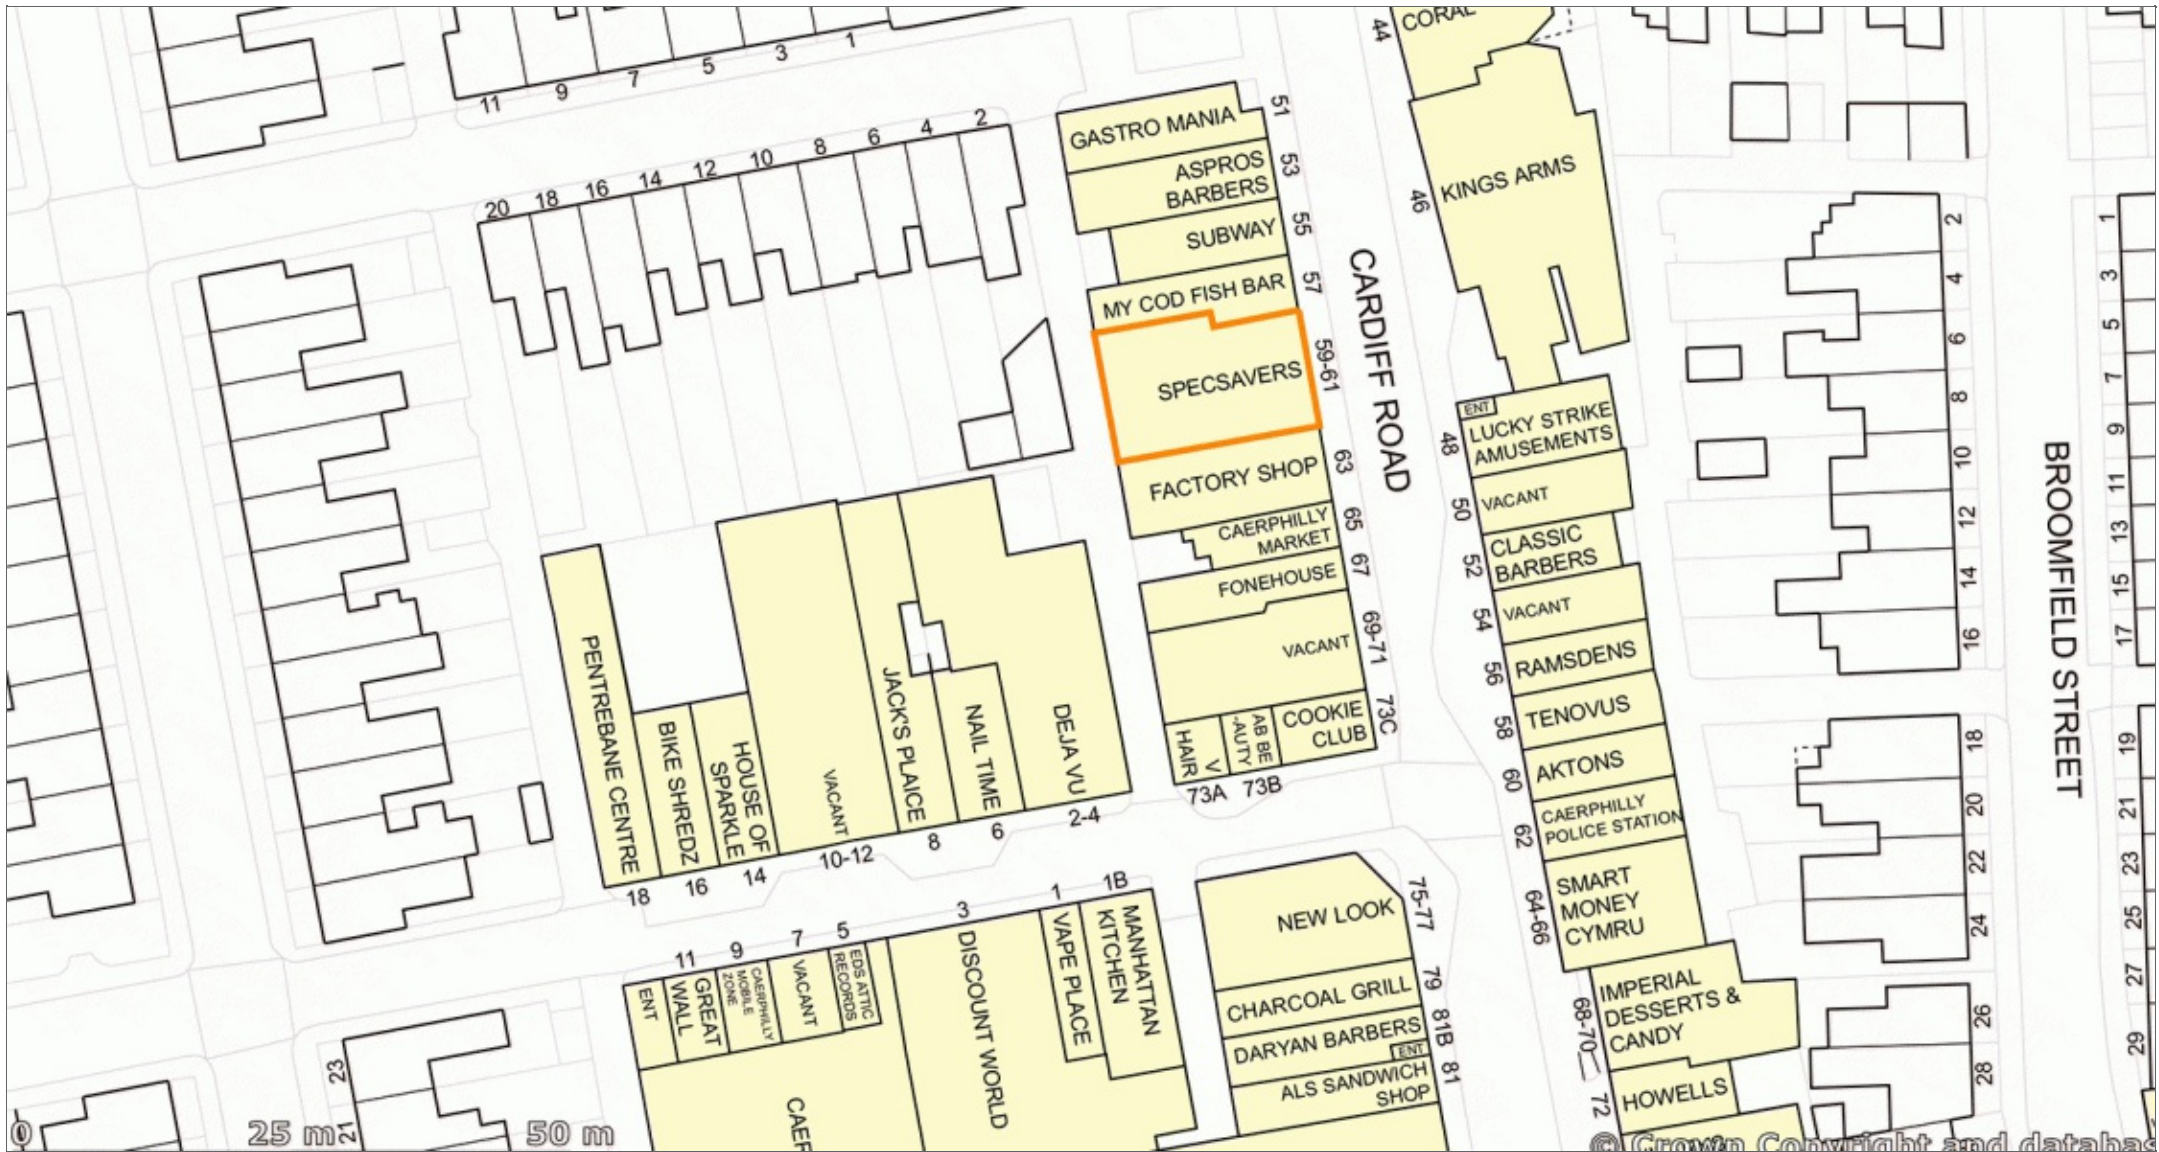 44
CORAL
11
9
7
5
3
1
20
18
16
14
12
10
8
6
4
2
GASTRO MANIA
51
ASPROS
BARBERS
53
SUBWAY
55
MY COD FISH BAR
57
SPECSAVERS
59-61
FACTORY SHOP
63
CAERPHILLY
MARKET
65
FONEHOUSE
67
VACANT
69-71
COOKIE
CLUB
73C
AB BE
-AUTY
73B
HAIR
V
73A
CARDIFF ROAD
KINGS ARMS
46
ENT
LUCKY STRIKE
AMUSEMENTS
48
VACANT
50
CLASSIC
BARBERS
52
VACANT
54
RAMSDENS
56
TENOVUS
58
AKTONS
60
CAERPHILLY
POLICE STATION
62
SMART
MONEY
CYMRU
64-66
IMPERIAL
DESSERTS &
CANDY
68-70
HOWELLS
72
PENTREBANE CENTRE
18
BIKE SHREDZ
16
HOUSE OF
SPARKLE
14
VACANT
10-12
JACK'S PLAICE
8
NAIL TIME
6
DEJA VU
2-4
ENT
GREAT
WALL
11
CAERPHILLY
MOBILE
ZONE
9
VACANT
7
EDS ATTIC
RECORDS
5
DISCOUNT WORLD
3
VAPE PLACE
1
MANHATTAN
KITCHEN
1B
CAER
NEW LOOK
75-77
CHARCOAL GRILL
79
DARYAN BARBERS
81B
ENT
ALS SANDWICH
SHOP
81
BROOMFIELD STREET
2
4
6
8
10
12
14
16
18
20
22
24
26
28
1
3
5
7
9
11
13
15
17
19
21
23
25
27
29
23
21
0
25 m
50 m
© Crown Copyright and databas